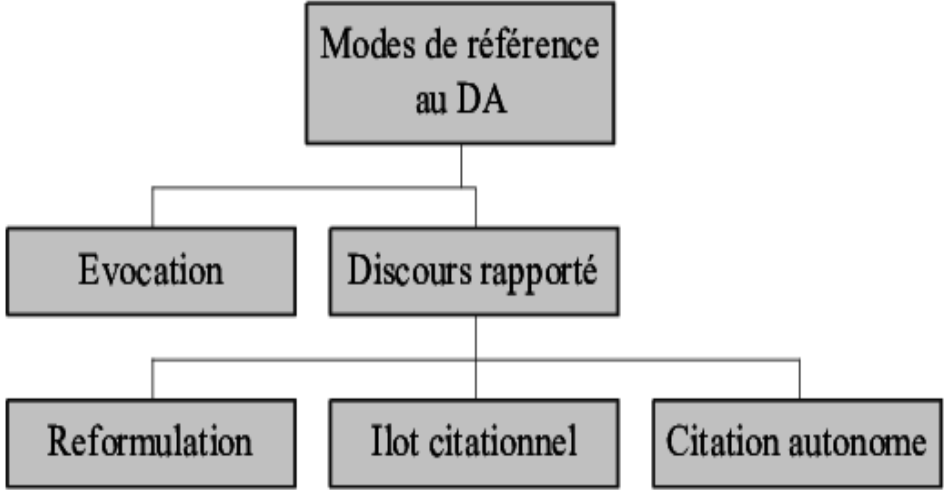 Modes de référence
au DA
Evocation
Discours rapporté
Reformulation
Ilot citationnel
Citation autonome